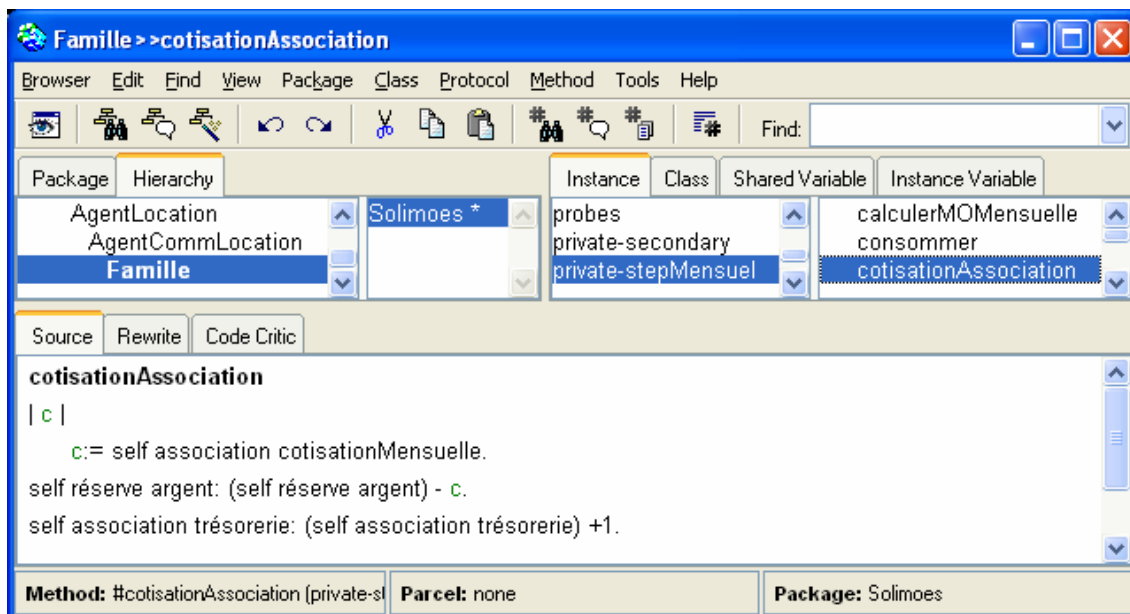 Famille>>cotisationAssociation
Browser Edit Find View Package Class Protocol Method Tools Help
Find:
Package Hierarchy Instance Class Shared Variable Instance Variable
AgentLocation Solimoes * probes calculerMOMensuelle
AgentCommLocation private-secondary consommer
Famille private-stepMensuel cotisationAssociation
Source Rewrite Code Critic
cotisationAssociation
| c |
c:= self association cotisationMensuelle.
self réserve argent: (self réserve argent) - c.
self association trésorerie: (self association trésorerie) +1.
Method: #cotisationAssociation (private-st Parcel: none Package: Solimoes